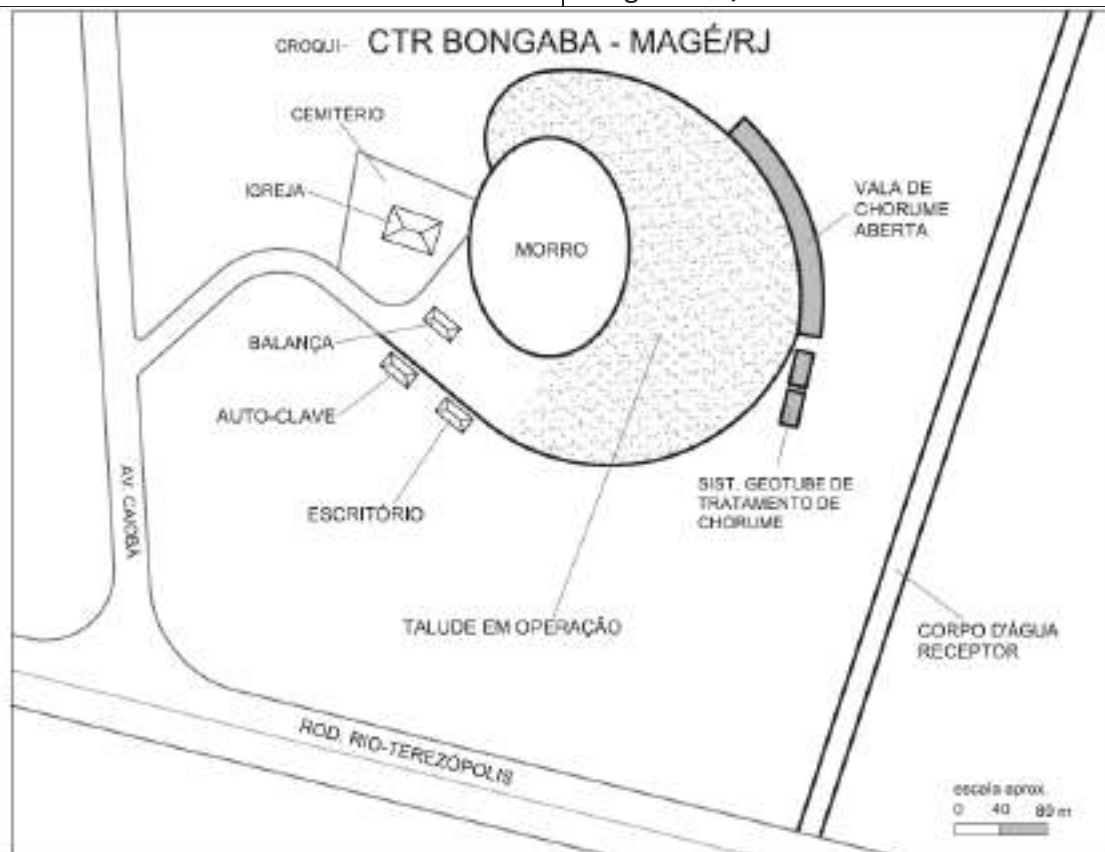 CROQUI- CTR BONGABA - MAGÉ/RJ
CEMITÉRIO
IGREJA
MORRO
VALA DE
CHORUME
ABERTA
BALANÇA
AUTO-CLAVE
ESCRITÓRIO
SIST. GEOTUBE DE
TRATAMENTO DE
CHORUME
AV. CAIOBÁ
TALUDE EM OPERAÇÃO
CORPO D'ÁGUA
RECEPTOR
ROD. RIO-TEREZÓPOLIS
escala aprox.
0 40 80 m